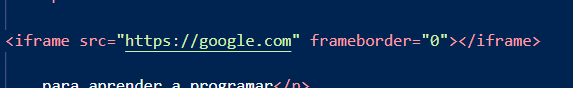 <iframe src="https://google.com" frameborder="0"></iframe>
para aprender a programar</p>